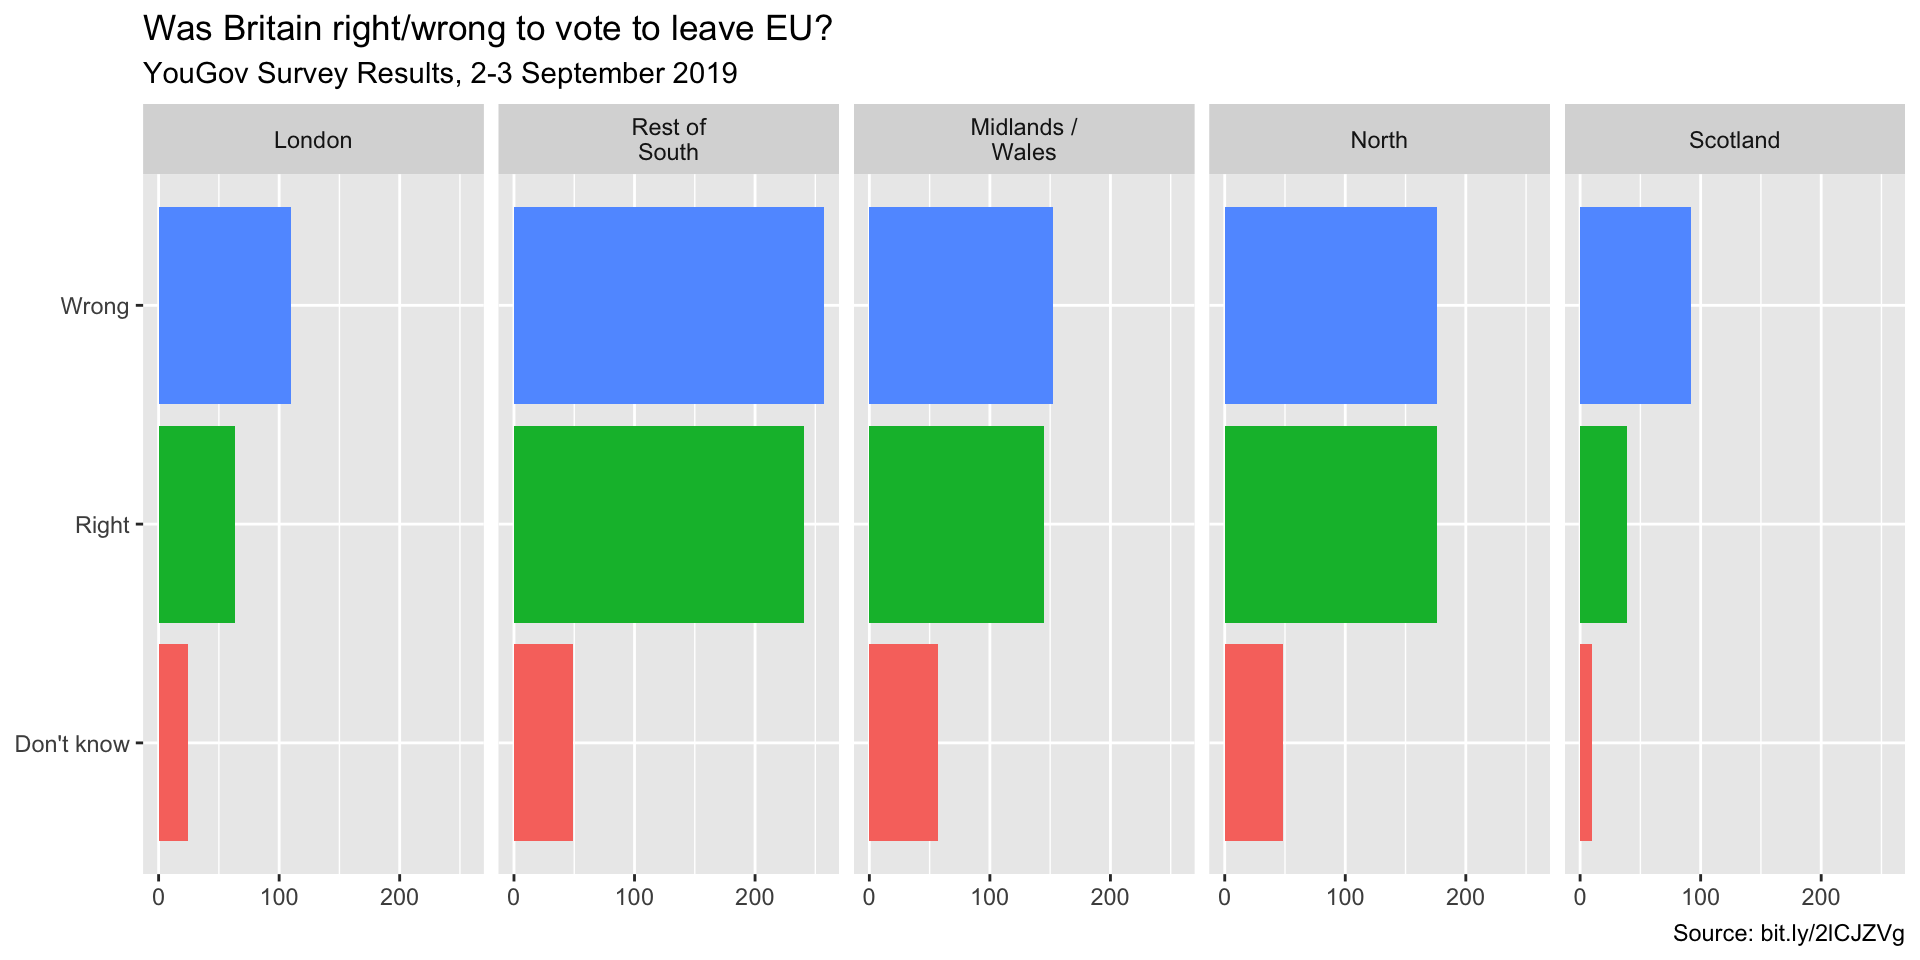 Was Britain right/wrong to vote to leave EU?
YouGov Survey Results, 2-3 September 2019
London
Rest of
South
Midlands /
Wales
North
Scotland
Wrong
Right
Don't know
0 100 200
0 100 200
0 100 200
0 100 200
0 100 200
Source: bit.ly/2lCJZVg